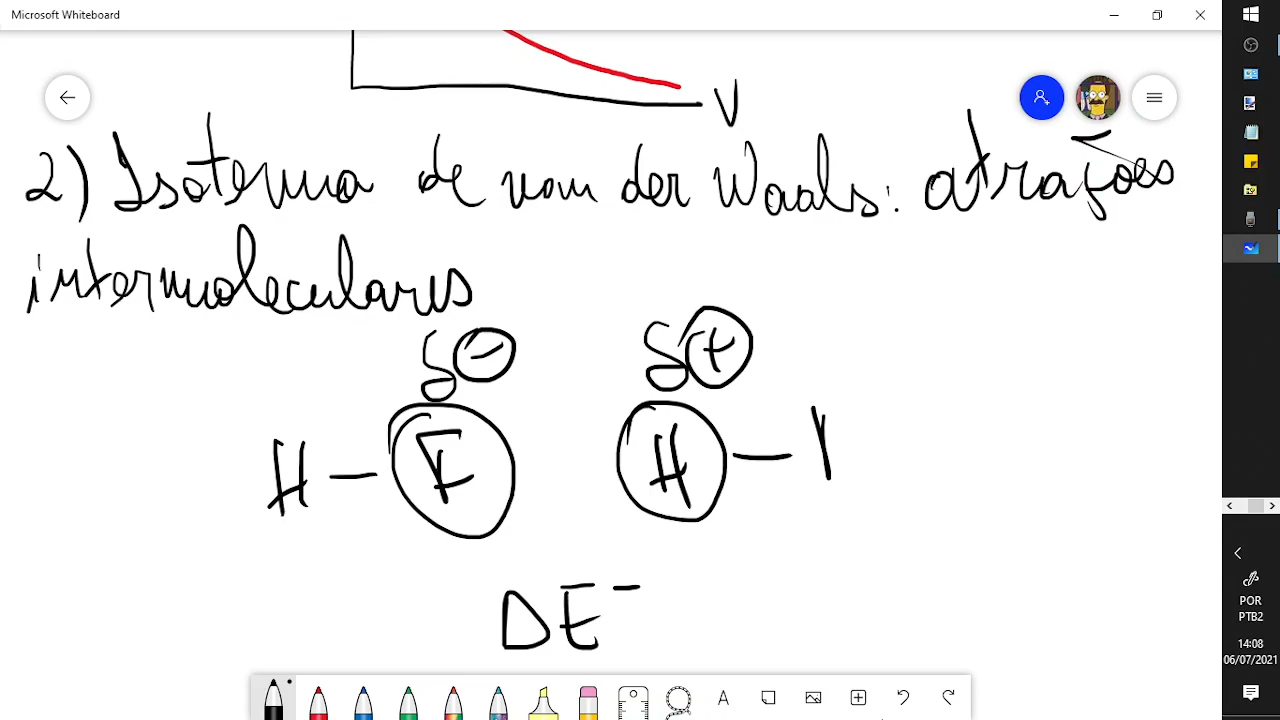 Microsoft Whiteboard
V
2) Isoterma de van der Waals: atrações
intermoleculares
δ- δ+
H-F H-
DE-
A
POR
PTB2
14:08
06/07/2021